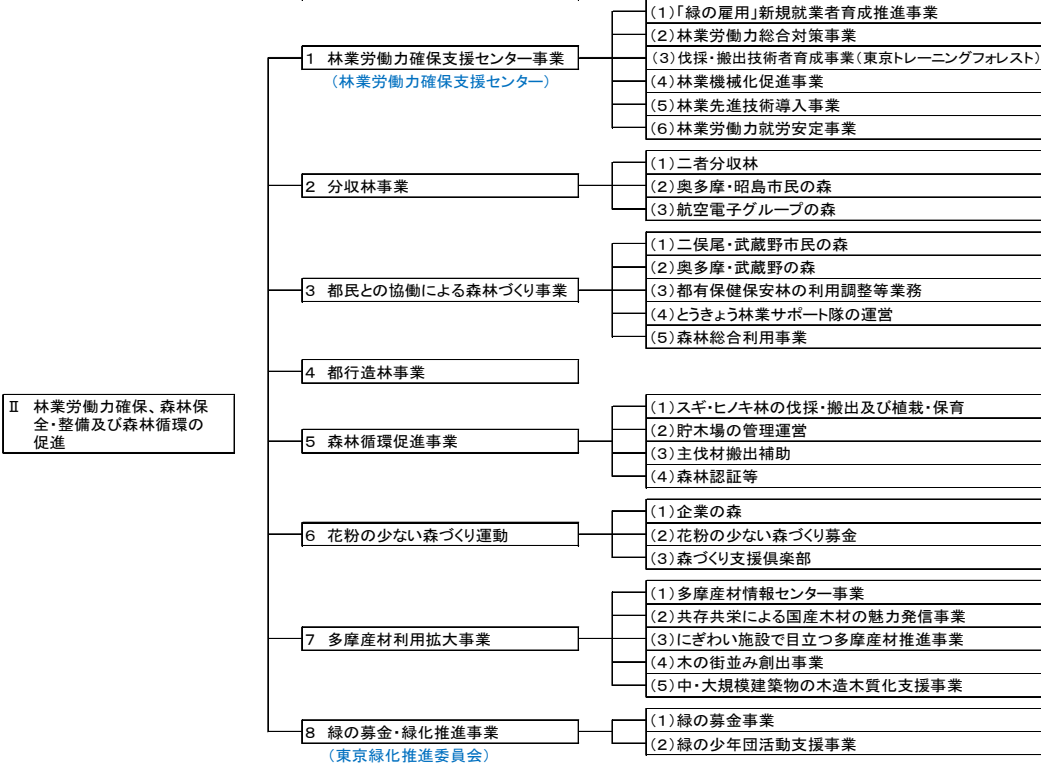 Ⅱ 林業労働力確保、森林保
全・整備及び森林循環の
促進
1 林業労働力確保支援センター事業
（林業労働力確保支援センター）
（1）「緑の雇用」新規就業者育成推進事業
（2）林業労働力総合対策事業
（3）伐採・搬出技術者育成事業（東京トレーニングフォレスト）
（4）林業機械化促進事業
（5）林業先進技術導入事業
（6）林業労働力就労安定事業
2 分収林事業
（1）二者分収林
（2）奥多摩・昭島市民の森
（3）航空電子グループの森
3 都民との協働による森林づくり事業
（1）二俣尾・武蔵野市民の森
（2）奥多摩・武蔵野の森
（3）都有保健保安林の利用調整等業務
（4）とうきょう林業サポート隊の運営
（5）森林総合利用事業
4 都行造林事業
5 森林循環促進事業
（1）スギ・ヒノキ林の伐採・搬出及び植栽・保育
（2）貯木場の管理運営
（3）主伐材搬出補助
（4）森林認証等
6 花粉の少ない森づくり運動
（1）企業の森
（2）花粉の少ない森づくり募金
（3）森づくり支援倶楽部
7 多摩産材利用拡大事業
（1）多摩産材情報センター事業
（2）共存共栄による国産木材の魅力発信事業
（3）にぎわい施設で目立つ多摩産材推進事業
（4）木の街並み創出事業
（5）中・大規模建築物の木造木質化支援事業
8 緑の募金・緑化推進事業
（東京緑化推進委員会）
（1）緑の募金事業
（2）緑の少年団活動支援事業